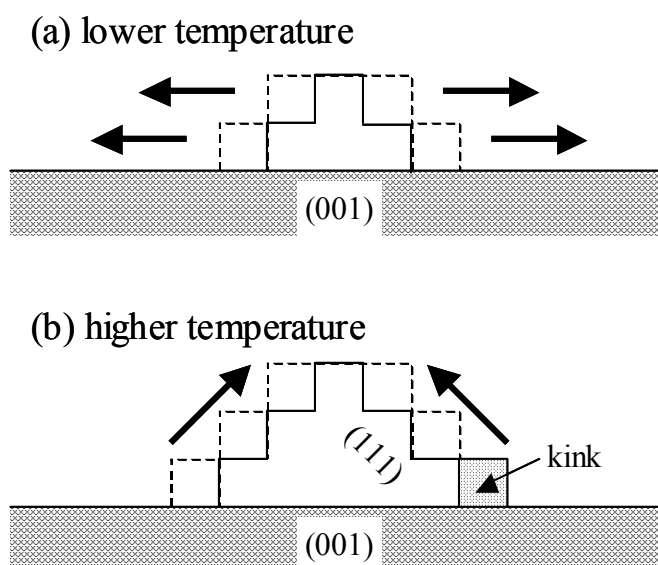 (a) lower temperature
(001)
(b) higher temperature
(111)
kink
(001)